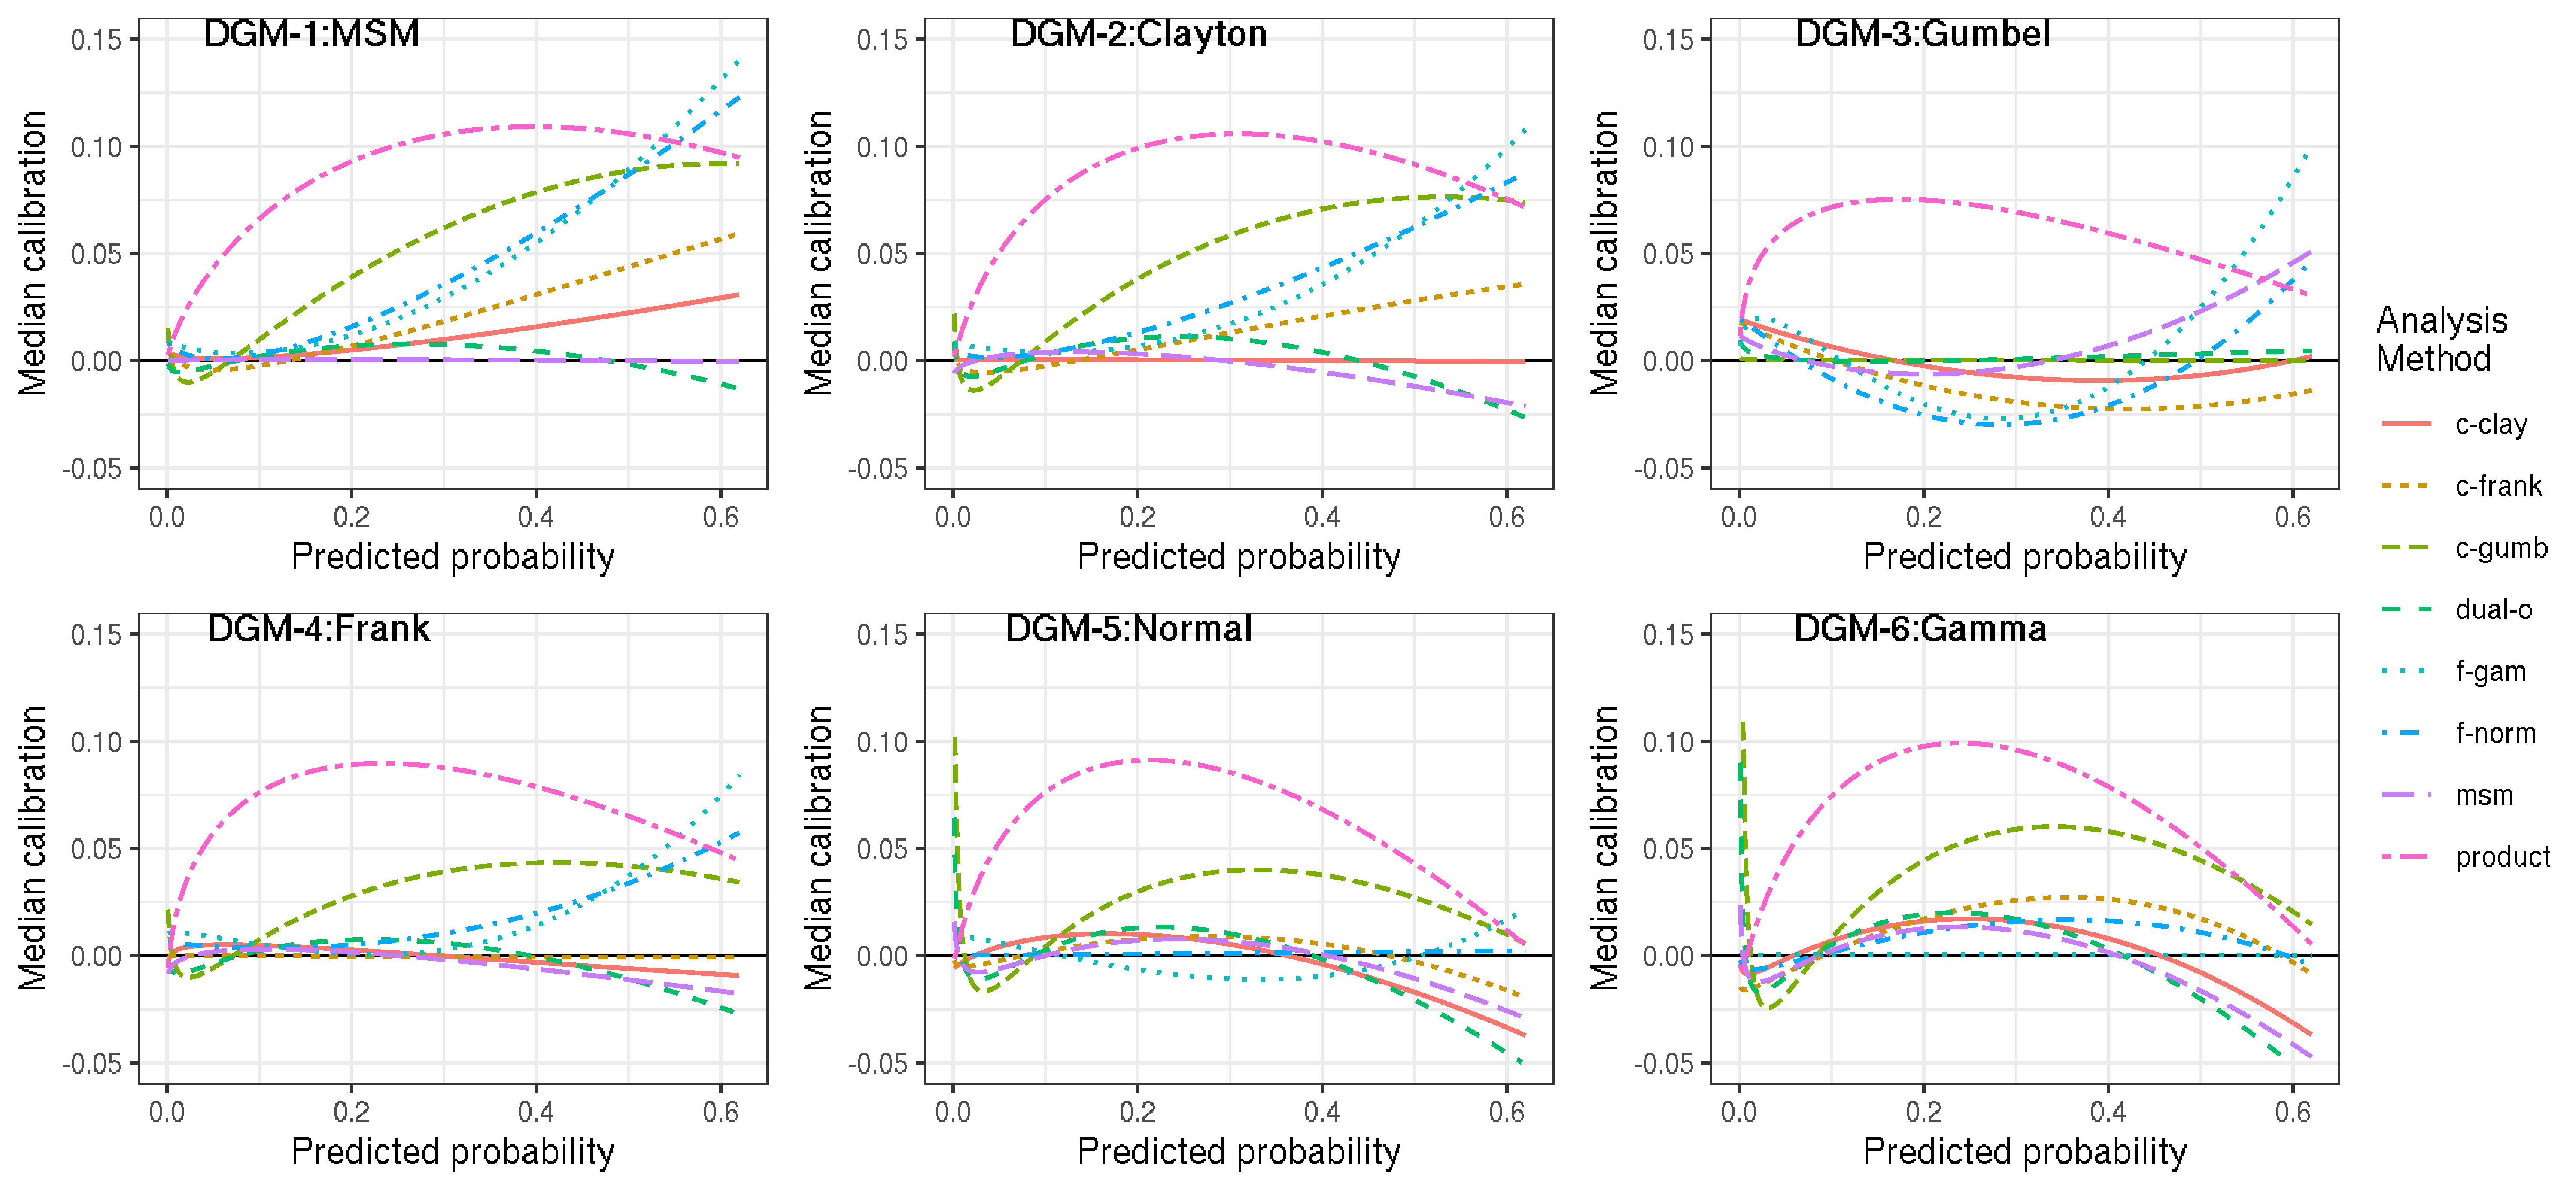 DGM-1:MSM
0.15
0.10
0.05
0.00
-0.05
Median calibration
0.0 0.2 0.4 0.6
Predicted probability
DGM-2:Clayton
0.15
0.10
0.05
0.00
-0.05
Median calibration
0.0 0.2 0.4 0.6
Predicted probability
DGM-3:Gumbel
0.15
0.10
0.05
0.00
-0.05
Median calibration
0.0 0.2 0.4 0.6
Predicted probability
DGM-4:Frank
0.15
0.10
0.05
0.00
-0.05
Median calibration
0.0 0.2 0.4 0.6
Predicted probability
DGM-5:Normal
0.15
0.10
0.05
0.00
-0.05
Median calibration
0.0 0.2 0.4 0.6
Predicted probability
DGM-6:Gamma
0.15
0.10
0.05
0.00
-0.05
Median calibration
0.0 0.2 0.4 0.6
Predicted probability
Analysis
Method
c-clay
c-frank
c-gumb
dual-o
f-gam
f-norm
msm
product